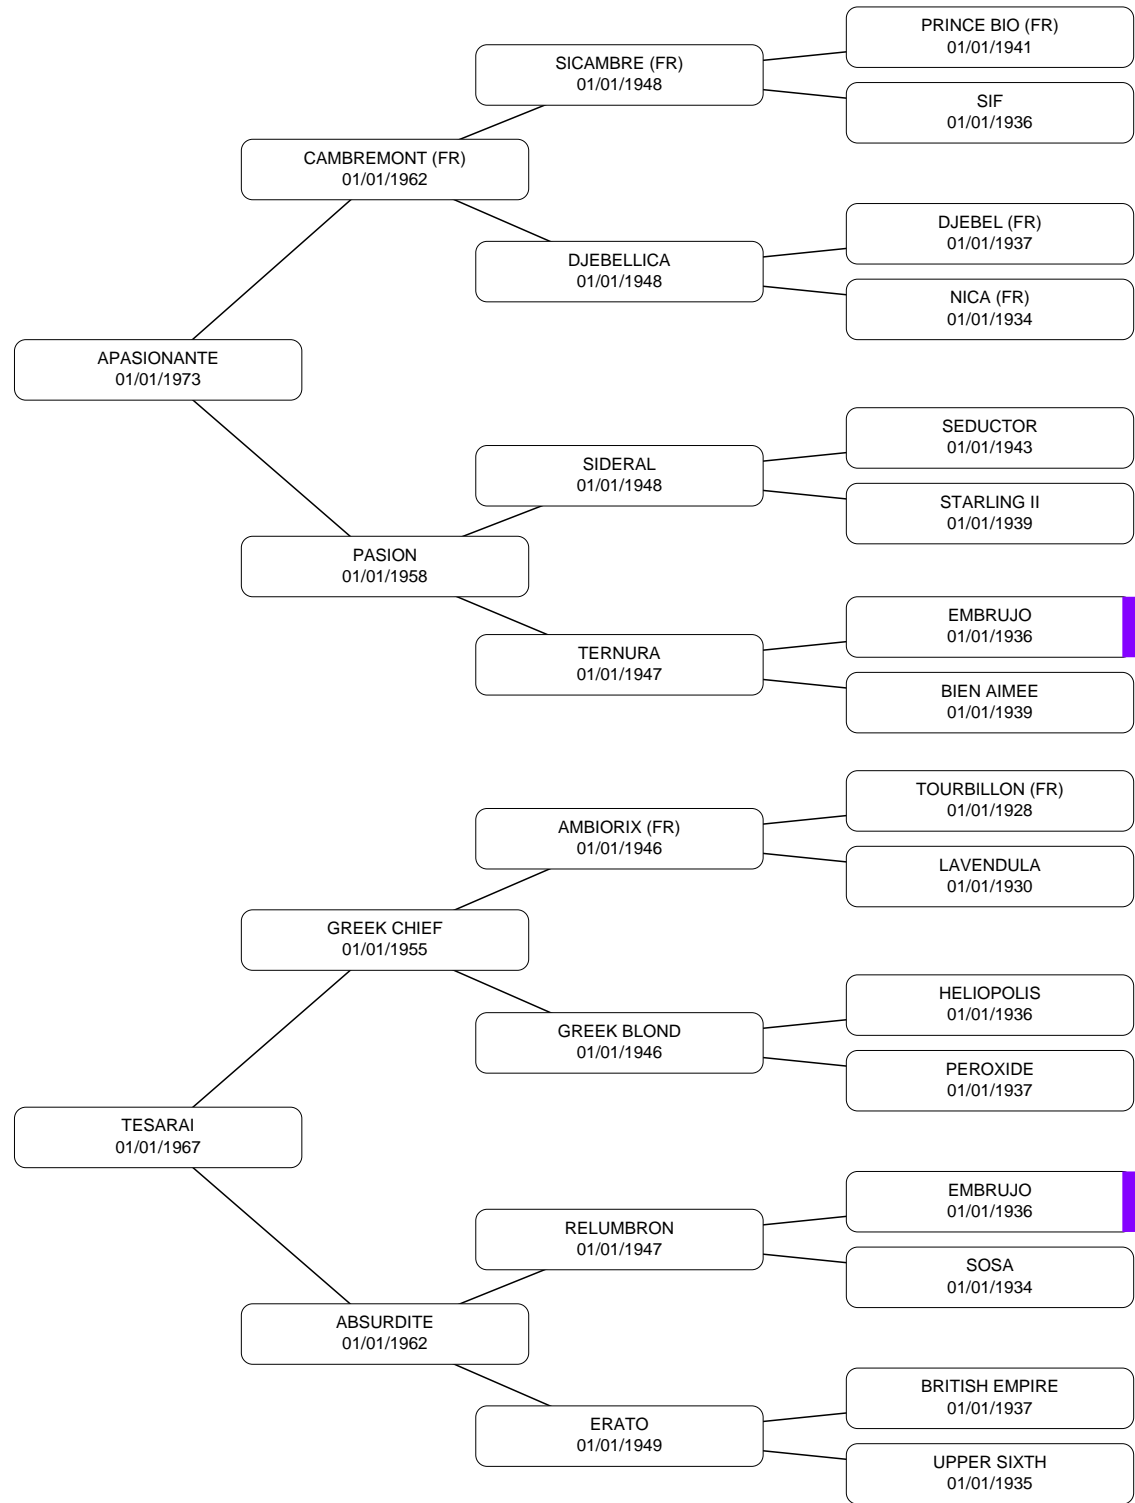 PRINCE BIO (FR)
01/01/1941
SICAMBRE (FR)
01/01/1948
SIF
01/01/1936
CAMBREMONT (FR)
01/01/1962
DJEBEL (FR)
01/01/1937
DJEBELLICA
01/01/1948
NICA (FR)
01/01/1934
APASIONANTE
01/01/1973
SEDUCTOR
01/01/1943
SIDERAL
01/01/1948
STARLING II
01/01/1939
PASION
01/01/1958
EMBRUJO
01/01/1936
TERNURA
01/01/1947
BIEN AIMEE
01/01/1939
TOURBILLON (FR)
01/01/1928
AMBIORIX (FR)
01/01/1946
LAVENDULA
01/01/1930
GREEK CHIEF
01/01/1955
HELIOPOLIS
01/01/1936
GREEK BLOND
01/01/1946
PEROXIDE
01/01/1937
TESARAI
01/01/1967
EMBRUJO
01/01/1936
RELUMBRON
01/01/1947
SOSA
01/01/1934
ABSURDITE
01/01/1962
BRITISH EMPIRE
01/01/1937
ERATO
01/01/1949
UPPER SIXTH
01/01/1935